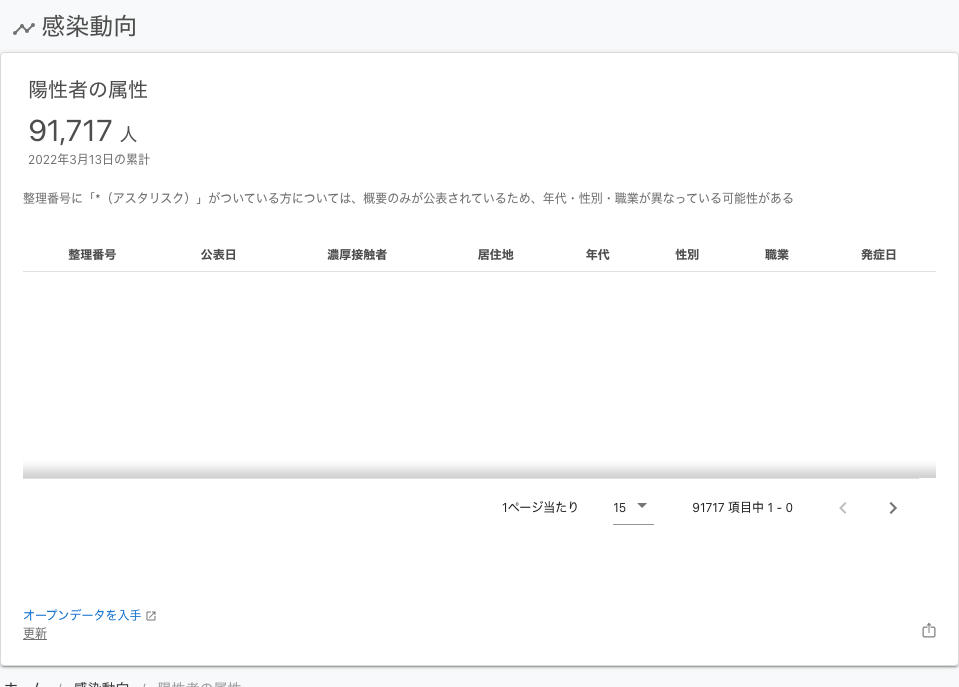 感染動向
陽性者の属性
91,717 人
2022年3月13日の累計
整理番号に「*（アスタリスク）」がついている方については、概要のみが公表されているため、年代・性別・職業が異なっている可能性がある
整理番号 公表日 濃厚接触者 居住地 年代 性別 職業 発症日
1ページ当たり 15 91717 項目中 1 - 0
オープンデータを入手
更新
ホーム / 感染動向 / 陽性者の属性